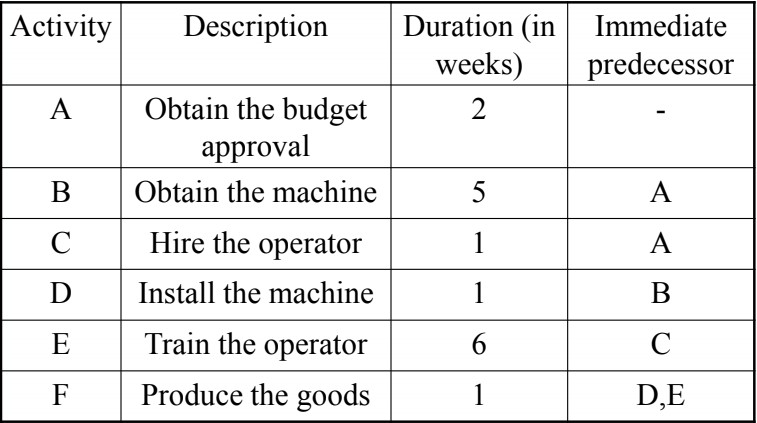 Activity Description Duration (in weeks) Immediate predecessor
A Obtain the budget approval 2 -
B Obtain the machine 5 A
C Hire the operator 1 A
D Install the machine 1 B
E Train the operator 6 C
F Produce the goods 1 D,E